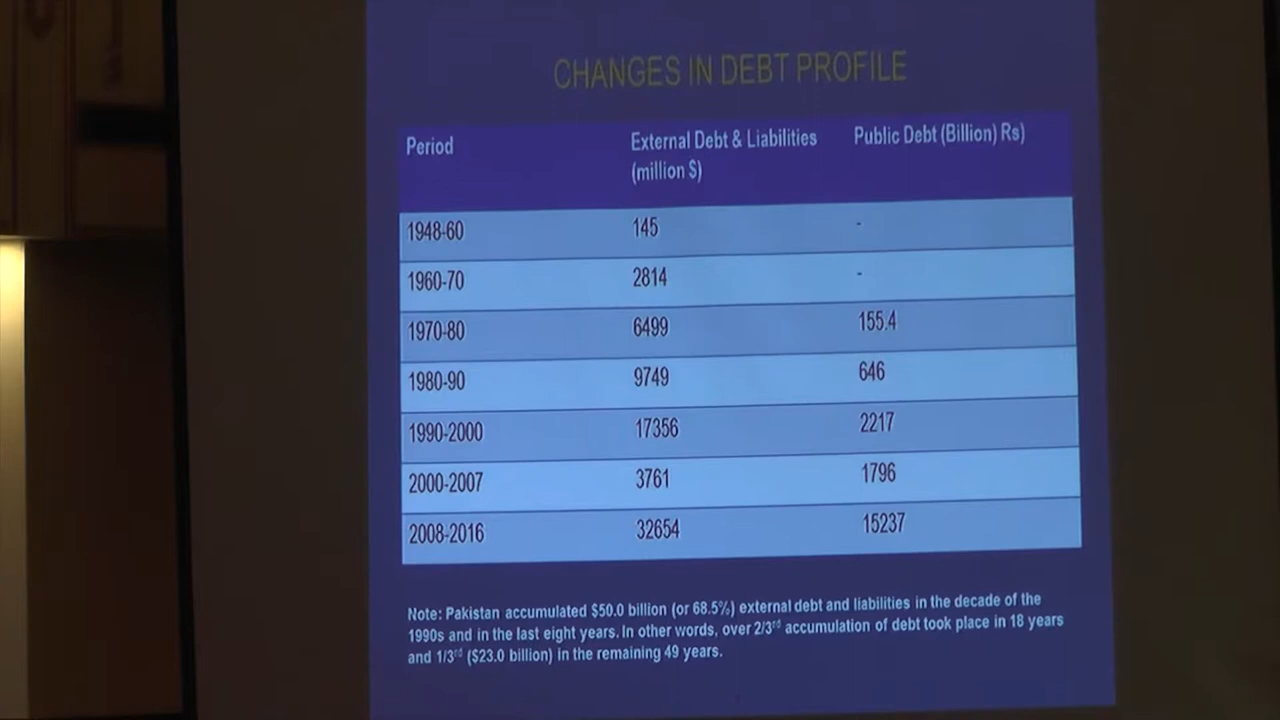 CHANGES IN DEBT PROFILE
Period External Debt & Liabilities (million $) Public Debt (Billion) Rs)
1948-60 145 -
1960-70 2814 -
1970-80 6499 155.4
1980-90 9749 646
1990-2000 17356 2217
2000-2007 3761 1796
2008-2016 32654 15237
Note: Pakistan accumulated $50.0 billion (or 68.5%) external debt and liabilities in the decade of the
1990s and in the last eight years. In other words, over 2/3rd accumulation of debt took place in 18 years
and 1/3rd ($23.0 billion) in the remaining 49 years.